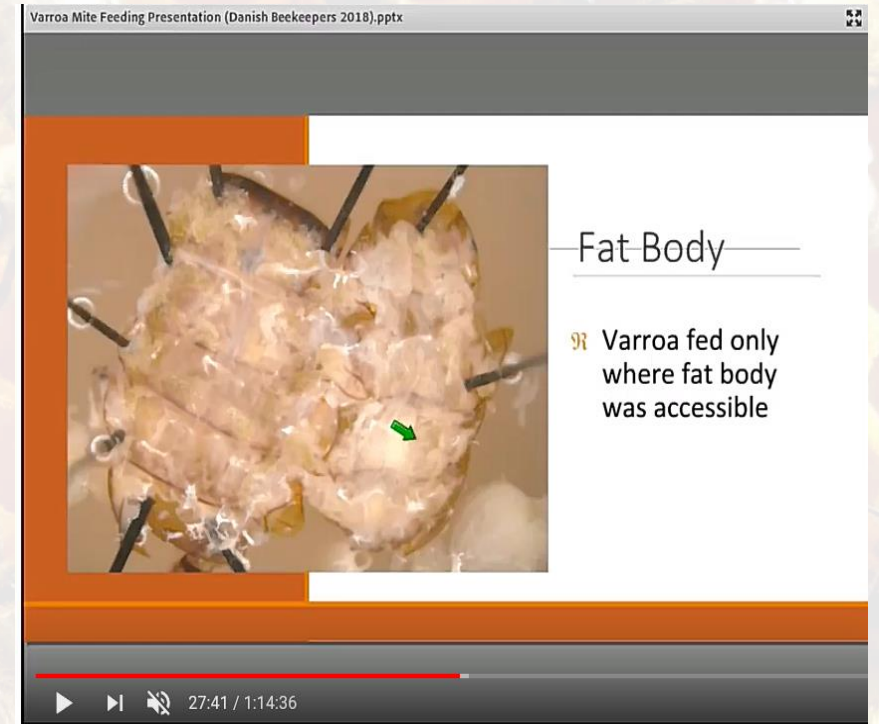 Varroa Mite Feeding Presentation (Danish Beekeepers 2018).pptx
Fat Body
Varroa fed only
where fat body
was accessible
27:41 / 1:14:36